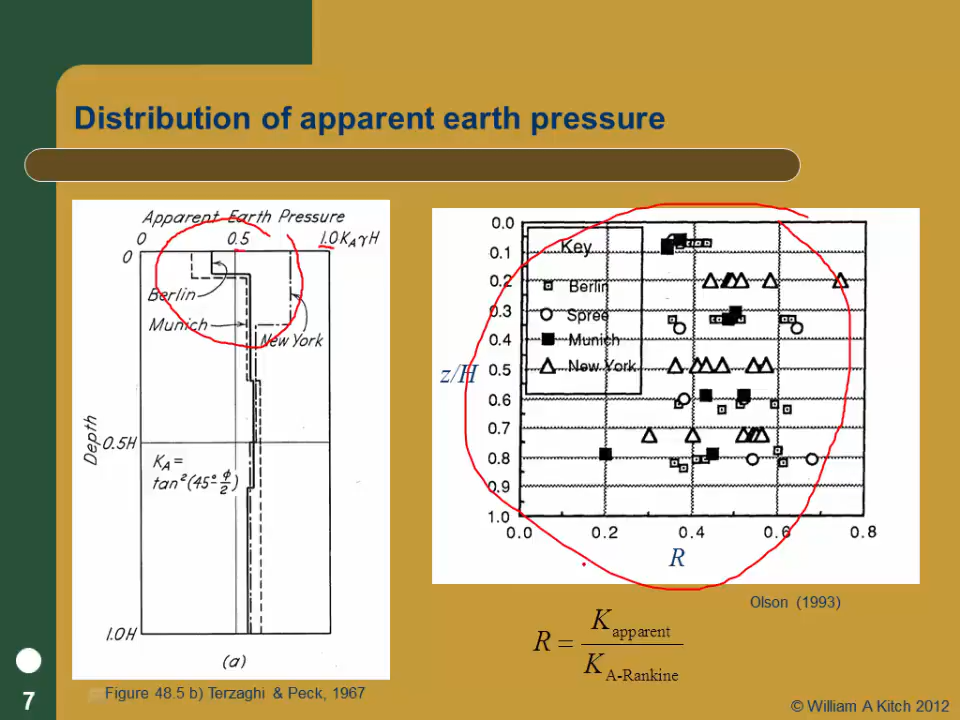 Distribution of apparent earth pressure
Apparent Earth Pressure
0 0.5 1.0 KAγH
0
Berlin
Munich
New York
Depth
0.5H
KA =
tan²(45°-φ/2)
1.0H
(a)
Figure 48.5 b) Terzaghi & Peck, 1967
0.0
0.1
0.2
0.3
0.4
0.5
0.6
0.7
0.8
0.9
1.0
z/H
Key
Berlin
Spree
Munich
New York
0.0 0.2 0.4 0.6 0.8
R
Olson (1993)
R = Kapparent / KA-Rankine
7
© William A Kitch 2012